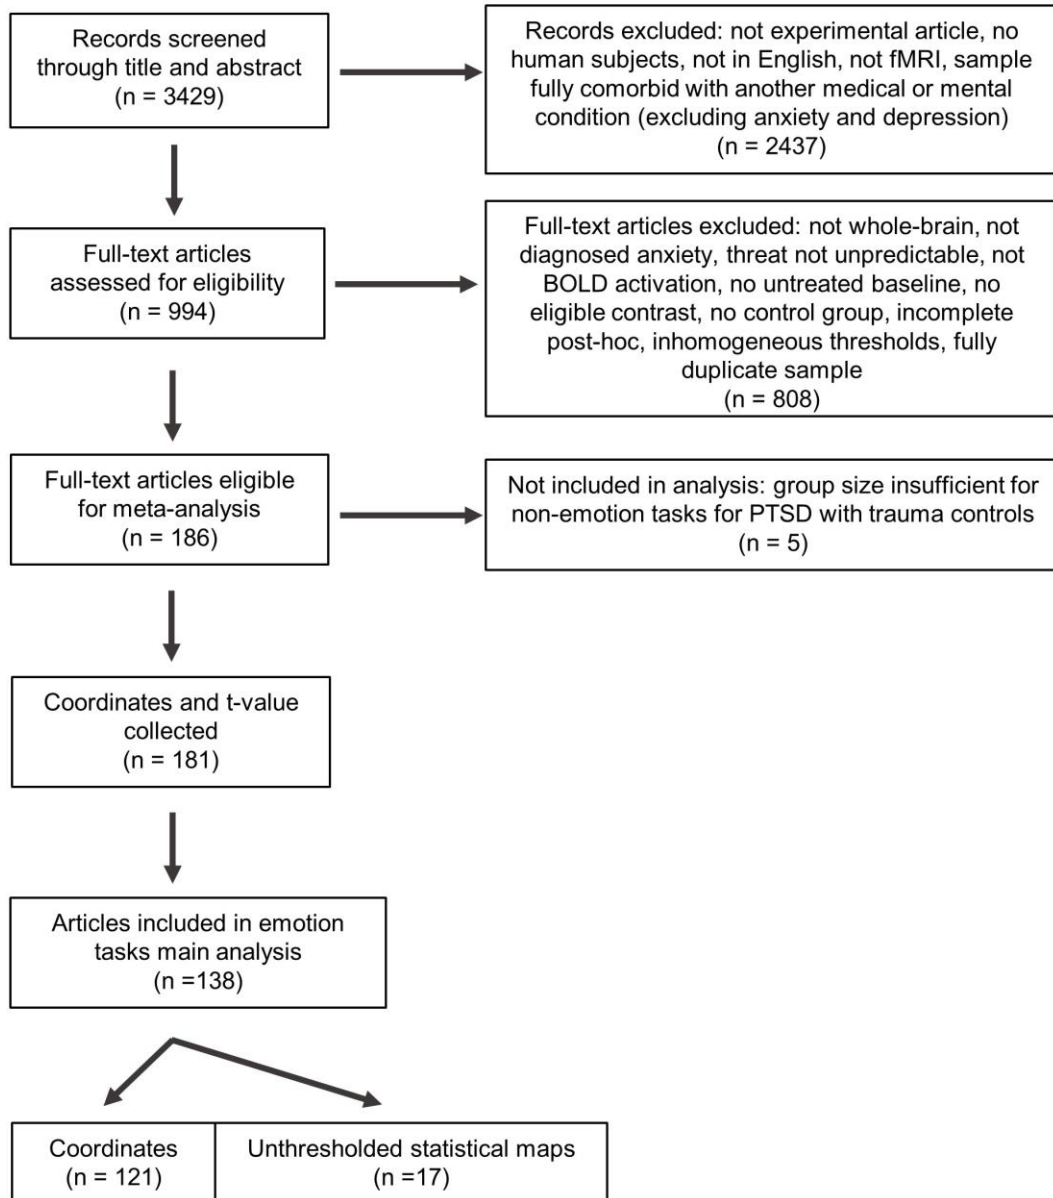 Records screened
through title and abstract
(n = 3429)
Records excluded: not experimental article, no
human subjects, not in English, not fMRI, sample
fully comorbid with another medical or mental
condition (excluding anxiety and depression)
(n = 2437)
Full-text articles
assessed for eligibility
(n = 994)
Full-text articles excluded: not whole-brain, not
diagnosed anxiety, threat not unpredictable, not
BOLD activation, no untreated baseline, no
eligible contrast, no control group, incomplete
post-hoc, inhomogeneous thresholds, fully
duplicate sample
(n = 808)
Full-text articles eligible
for meta-analysis
(n = 186)
Not included in analysis: group size insufficient for
non-emotion tasks for PTSD with trauma controls
(n = 5)
Coordinates and t-value
collected
(n = 181)
Articles included in emotion
tasks main analysis
(n =138)
Coordinates
(n = 121)
Unthresholded statistical maps
(n =17)